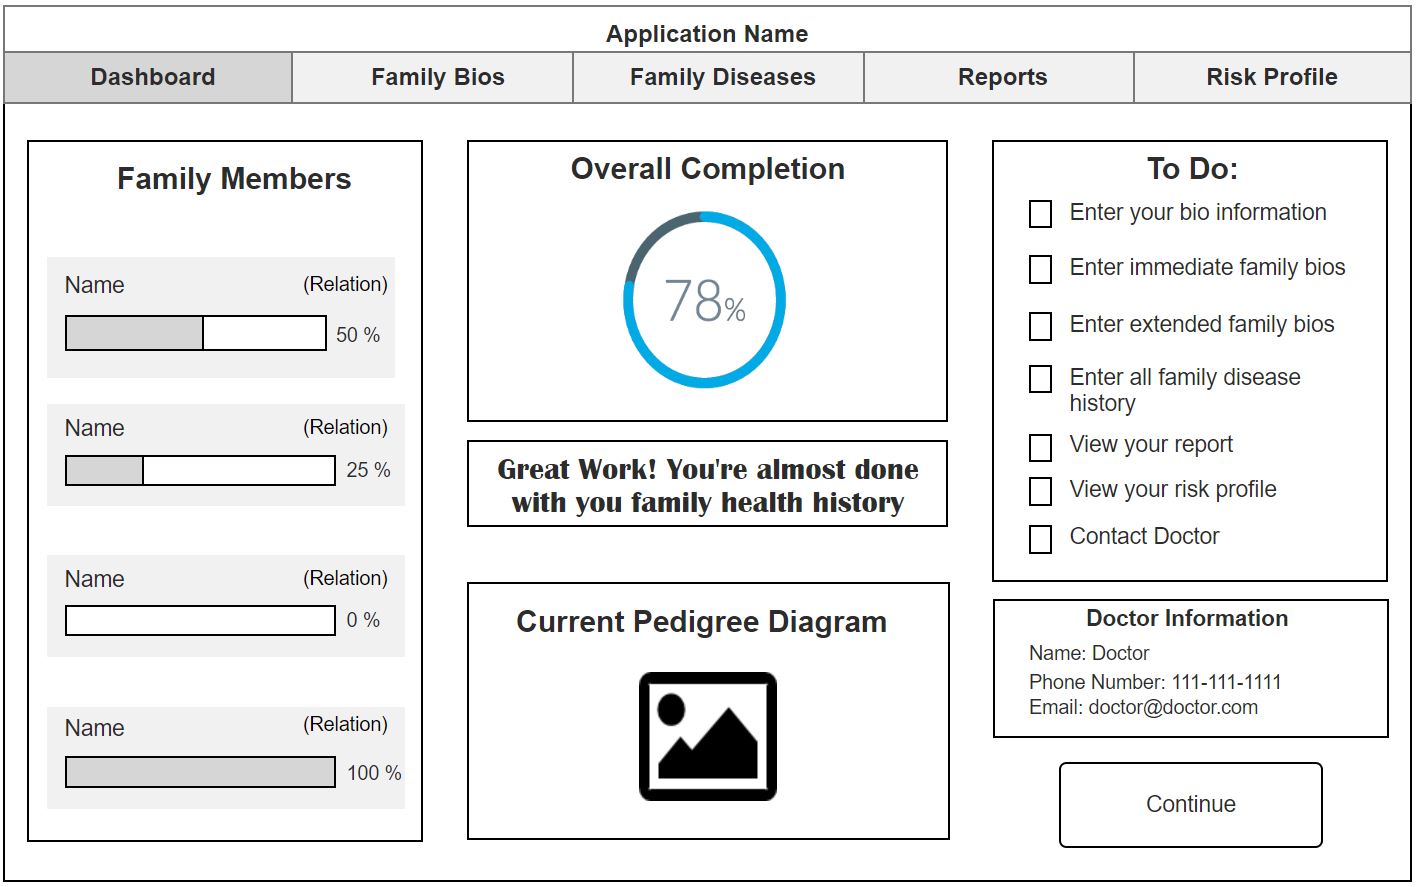 Application Name
Dashboard
Family Bios
Family Diseases
Reports
Risk Profile
Family Members
Name
(Relation)
50 %
Name
(Relation)
25 %
Name
(Relation)
0 %
Name
(Relation)
100 %
Overall Completion
78%
Great Work! You're almost done
with you family health history
Current Pedigree Diagram
To Do:
Enter your bio information
Enter immediate family bios
Enter extended family bios
Enter all family disease
history
View your report
View your risk profile
Contact Doctor
Doctor Information
Name: Doctor
Phone Number: 111-111-1111
Email: doctor@doctor.com
Continue